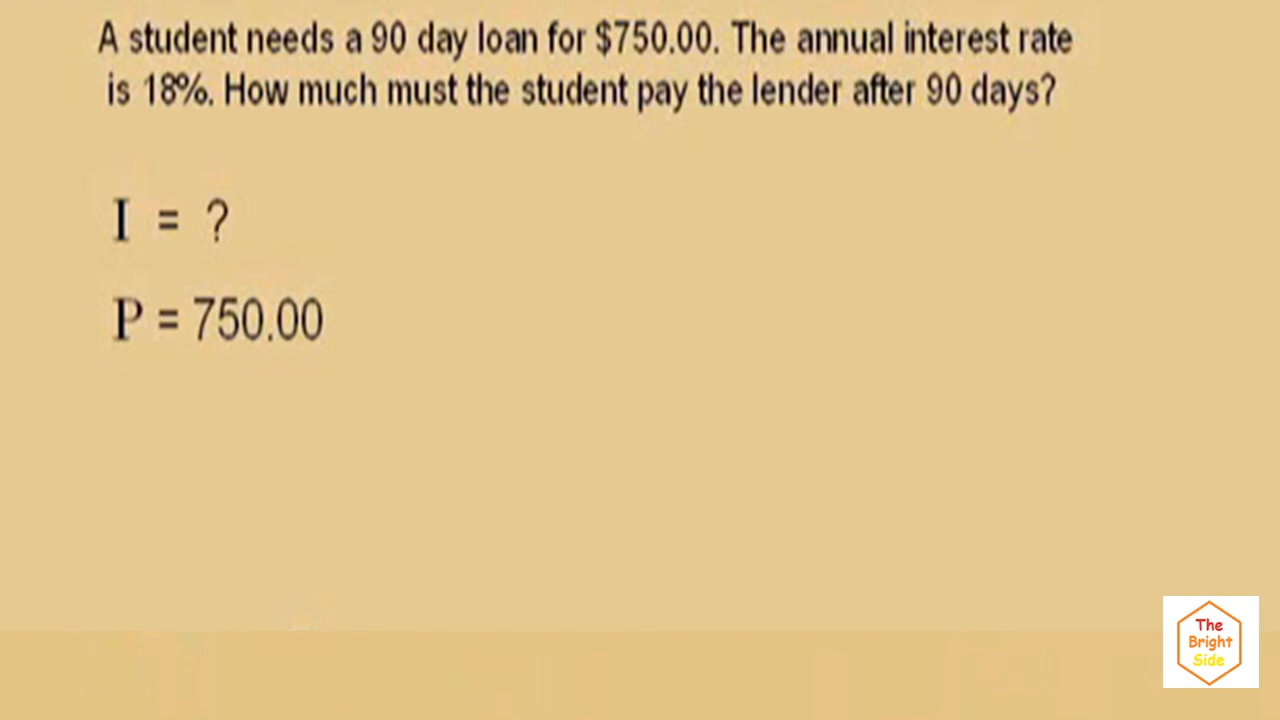 A student needs a 90 day loan for $750.00. The annual interest rate
is 18%. How much must the student pay the lender after 90 days?
I = ?
P = 750.00
The
Bright
Side